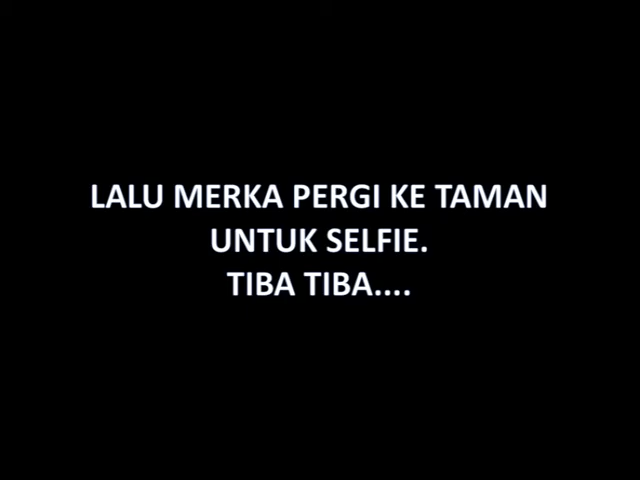 LALU MERKA PERGI KE TAMAN
UNTUK SELFIE.
TIBA TIBA....